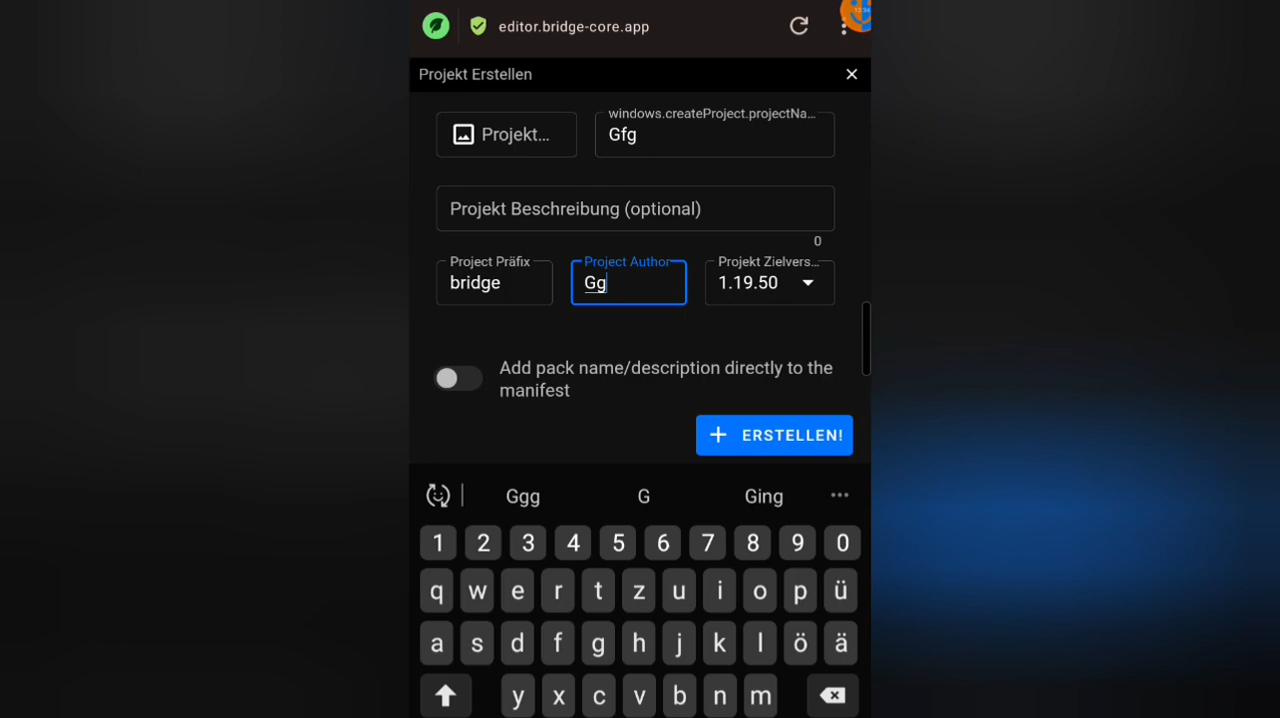 12:34
editor.bridge-core.app
Projekt Erstellen
Projekt...
windows.createProject.projectNa...
Gfg
Projekt Beschreibung (optional)
0
Project Präfix
bridge
Project Author
Gg
Projekt Zielvers...
1.19.50
Add pack name/description directly to the
manifest
+ ERSTELLEN!
Ggg G Ging ...
1 2 3 4 5 6 7 8 9 0
q w e r t z u i o p ü
a s d f g h j k l ö ä
y x c v b n m